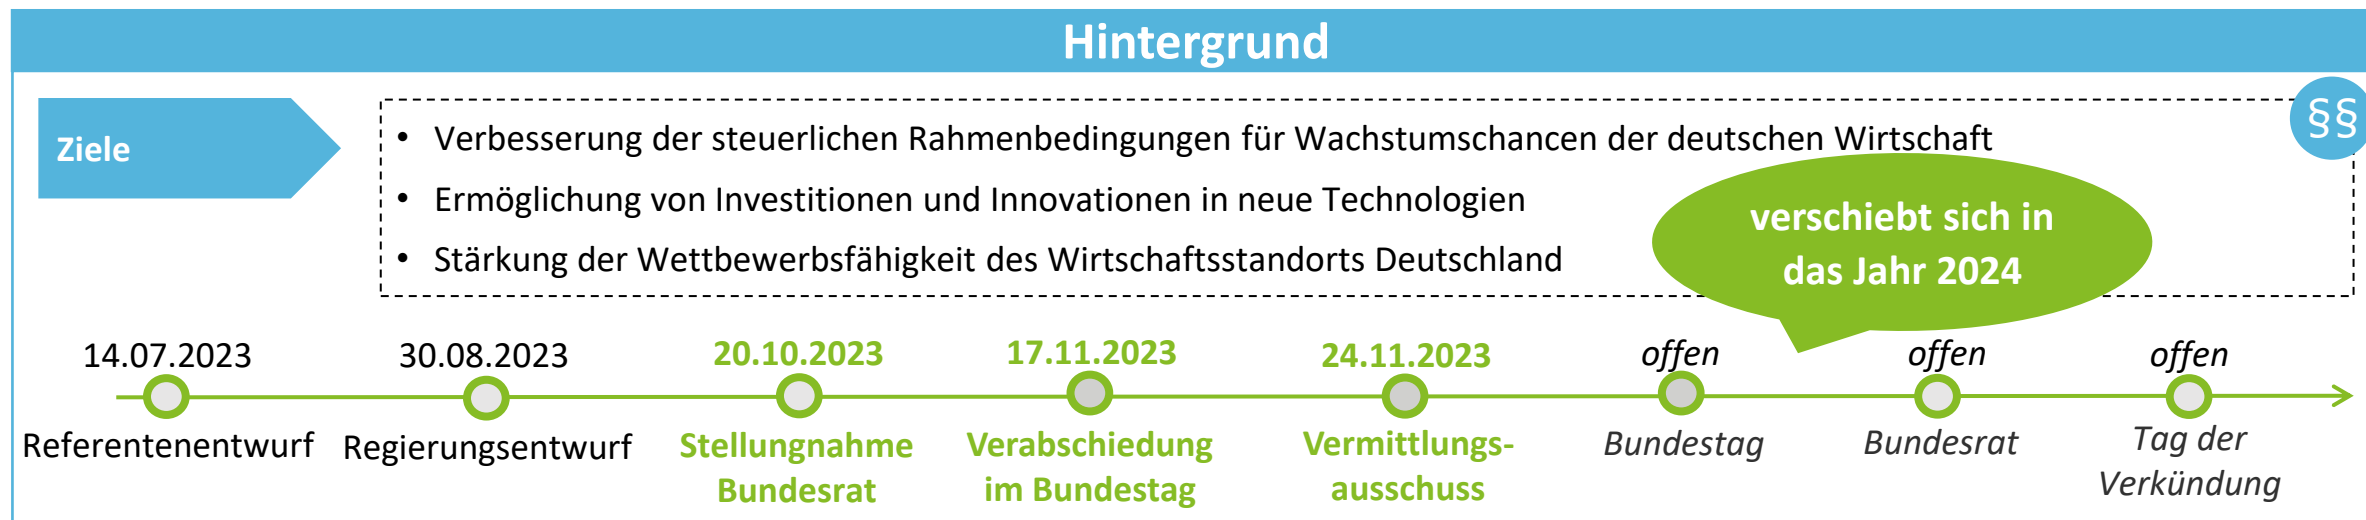 Hintergrund
§§
Ziele
• Verbesserung der steuerlichen Rahmenbedingungen für Wachstumschancen der deutschen Wirtschaft
• Ermöglichung von Investitionen und Innovationen in neue Technologien
• Stärkung der Wettbewerbsfähigkeit des Wirtschaftsstandorts Deutschland
verschiebt sich in
das Jahr 2024
14.07.2023
Referentenentwurf
30.08.2023
Regierungsentwurf
20.10.2023
Stellungnahme
Bundesrat
17.11.2023
Verabschiedung
im Bundestag
24.11.2023
Vermittlungs-
ausschuss
offen
Bundestag
offen
Bundesrat
offen
Tag der
Verkündung